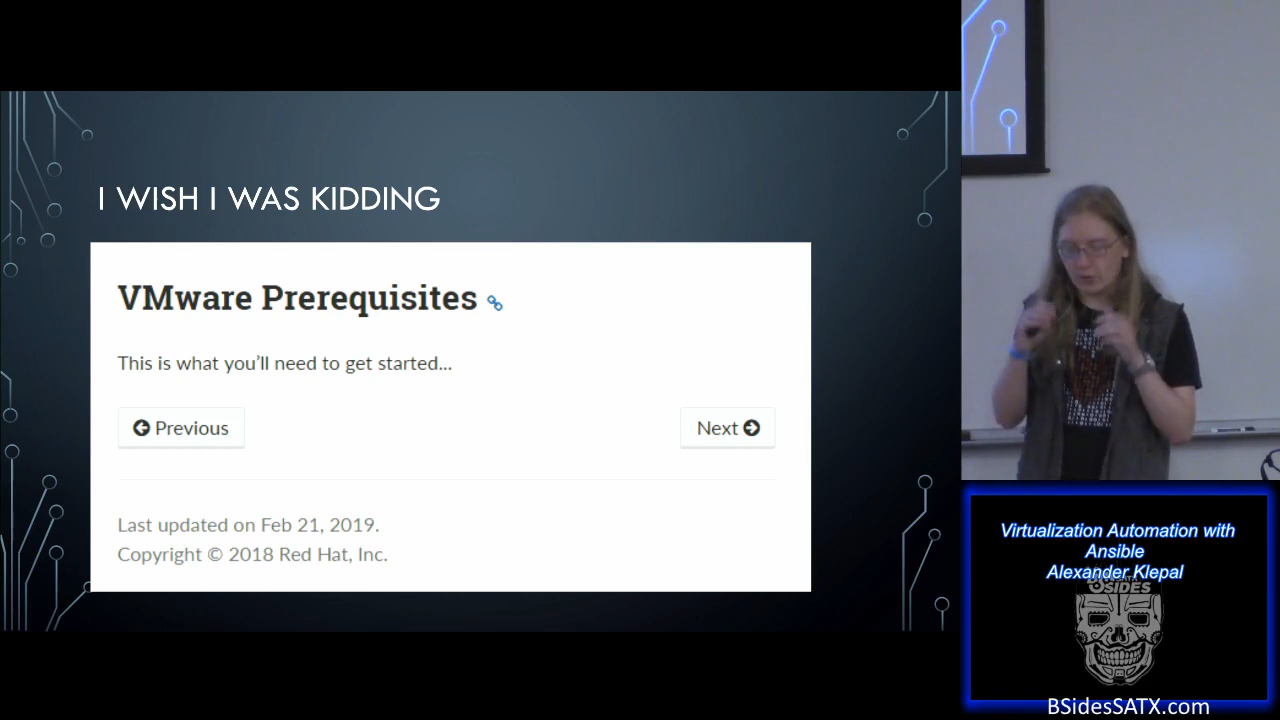 I WISH I WAS KIDDING
VMware Prerequisites
This is what you'll need to get started...
Previous
Next
Last updated on Feb 21, 2019.
Copyright © 2018 Red Hat, Inc.
Virtualization Automation with
Ansible
Alexander Klepal
BSIDES
BSidesSATX.com